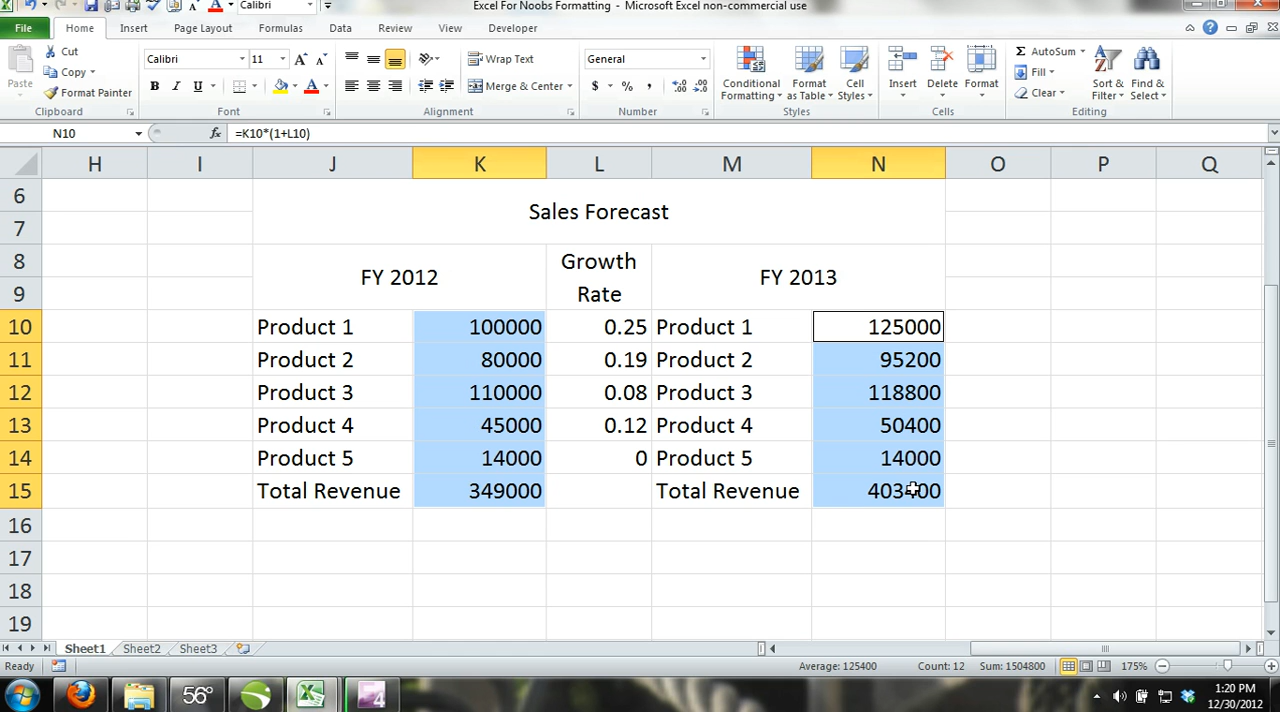 Calibri
Excel For Noobs Formatting - Microsoft Excel non-commercial use
File Home Insert Page Layout Formulas Data Review View Developer
Paste
Cut
Copy
Format Painter
Clipboard
Calibri 11
B I U
Font
Wrap Text
Merge & Center
Alignment
General
$ % ,
Number
Conditional Formatting
Format as Table
Cell Styles
Styles
Insert
Delete
Format
Cells
Σ AutoSum
Fill
Clear
Sort & Filter
Find & Select
Editing
N10 fx =K10*(1+L10)
H I J K L M N O P Q
6
Sales Forecast
7
8 Growth
FY 2012 FY 2013
9 Rate
10 Product 1 100000 0.25 Product 1 125000
11 Product 2 80000 0.19 Product 2 95200
12 Product 3 110000 0.08 Product 3 118800
13 Product 4 45000 0.12 Product 4 50400
14 Product 5 14000 0 Product 5 14000
15 Total Revenue 349000 Total Revenue 403400
16
17
18
19
Sheet1 Sheet2 Sheet3
Ready Average: 125400 Count: 12 Sum: 1504800 175%
56° 1:20 PM
12/30/2012